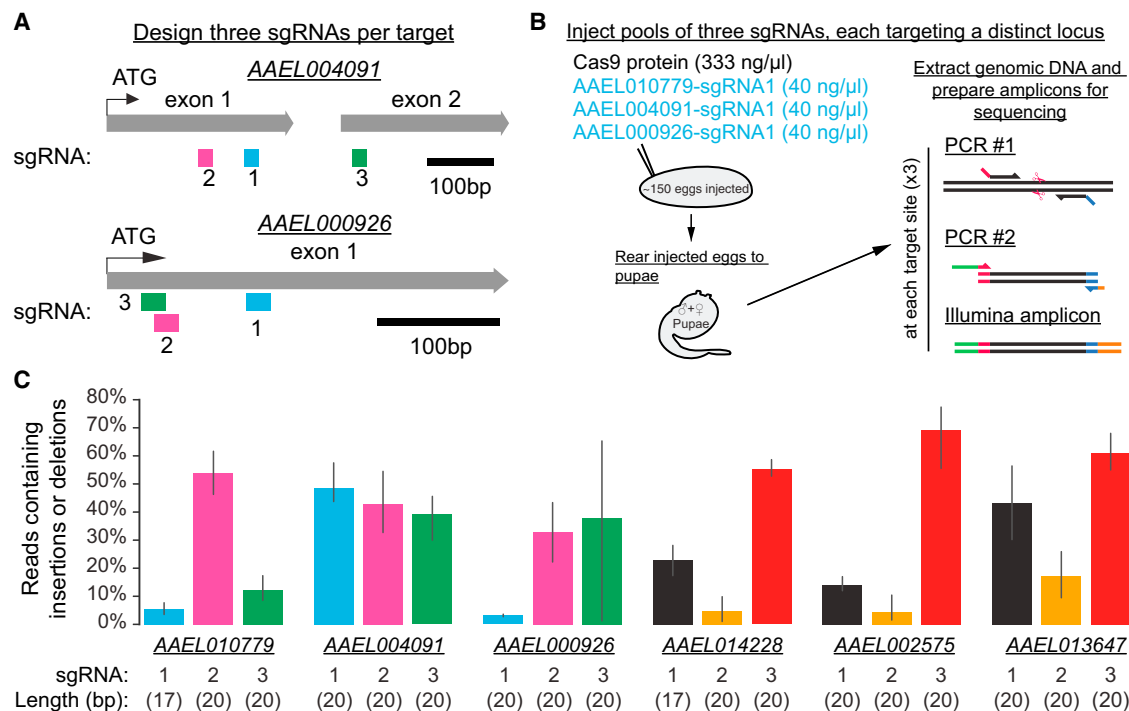 A
Design three sgRNAs per target
AAEL004091
ATG
exon 1
exon 2
sgRNA:
2
1
3
100bp
AAEL000926
ATG
exon 1
3
sgRNA:
2
1
100bp
B
Inject pools of three sgRNAs, each targeting a distinct locus
Cas9 protein (333 ng/µl)
AAEL010779-sgRNA1 (40 ng/µl)
AAEL004091-sgRNA1 (40 ng/µl)
AAEL000926-sgRNA1 (40 ng/µl)
~150 eggs injected
Rear injected eggs to
pupae
♂+♀
Pupae
Extract genomic DNA and
prepare amplicons for
sequencing
at each target site (x3)
PCR #1
PCR #2
Illumina amplicon
C
Reads containing
insertions or deletions
80%
70%
60%
50%
40%
30%
20%
10%
0%
AAEL010779 AAEL004091 AAEL000926 AAEL014228 AAEL002575 AAEL013647
sgRNA: 1 2 3 1 2 3 1 2 3 1 2 3 1 2 3 1 2 3
Length (bp): (17) (20) (20) (20) (20) (20) (20) (20) (20) (17) (20) (20) (20) (20) (20) (20) (20) (20)